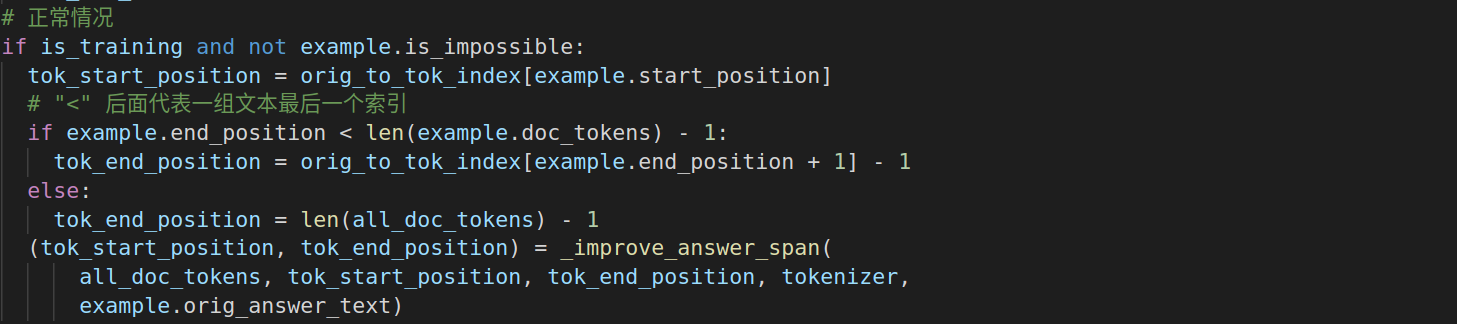 # 正常情况
if is_training and not example.is_impossible:
  tok_start_position = orig_to_tok_index[example.start_position]
  # "<" 后面代表一组文本最后一个索引
  if example.end_position < len(example.doc_tokens) - 1:
    tok_end_position = orig_to_tok_index[example.end_position + 1] - 1
  else:
    tok_end_position = len(all_doc_tokens) - 1
  (tok_start_position, tok_end_position) = _improve_answer_span(
      all_doc_tokens, tok_start_position, tok_end_position, tokenizer,
      example.orig_answer_text)